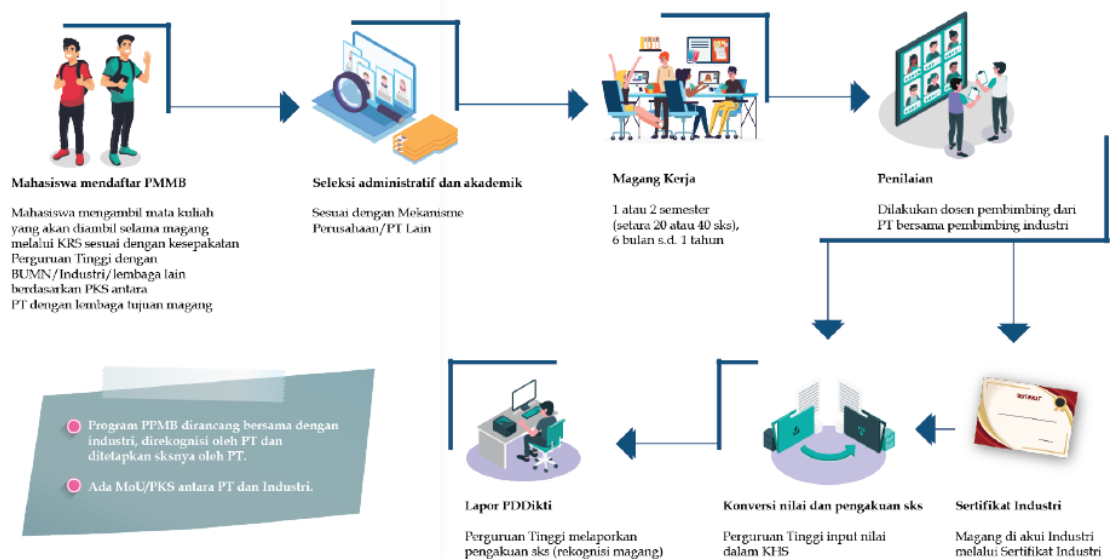 Mahasiswa mendaftar PMMB
Mahasiswa mengambil mata kuliah
yang akan diambil selama magang
melalui KRS sesuai dengan kesepakatan
Perguruan Tinggi dengan
BUMN/Industri/lembaga lain
berdasarkan PKS antara
PT dengan lembaga tujuan magang
Seleksi administratif dan akademik
Sesuai dengan Mekanisme
Perusahaan/PT Lain
Magang Kerja
1 atau 2 semester
(setara 20 atau 40 sks),
6 bulan s.d. 1 tahun
Penilaian
Dilakukan dosen pembimbing dari
PT bersama pembimbing industri
Program PPMB dirancang bersama dengan
industri, direkognisi oleh PT dan
ditetapkan sksnya oleh PT.
Ada MoU/PKS antara PT dan Industri.
Lapor PDDikti
Perguruan Tinggi melaporkan
pengakuan sks (rekognisi magang)
Konversi nilai dan pengakuan sks
Perguruan Tinggi input nilai
dalam KHS
Sertifikat Industri
Magang di akui Industri
melalui Sertifikat Industri